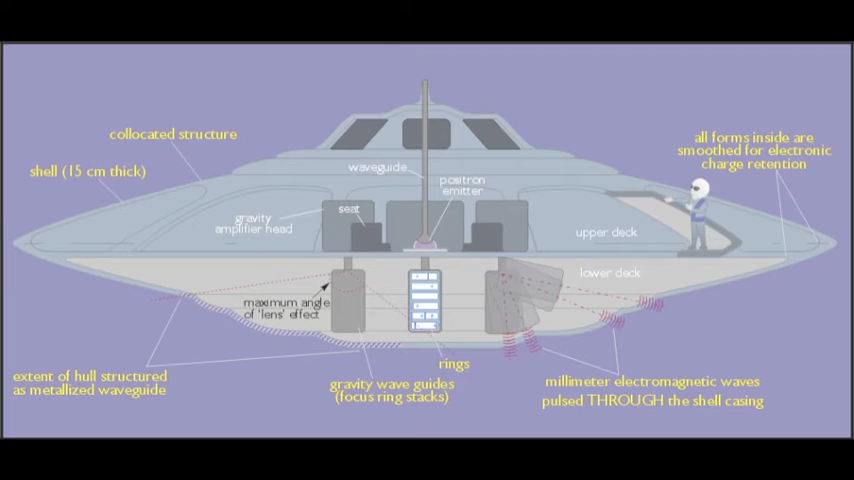 collocated structure
shell (15 cm thick)
all forms inside are
smoothed for electronic
charge retention
waveguide
positron
emitter
seat
gravity
amplifier head
upper deck
lower deck
maximum angle
of 'lens' effect
rings
extent of hull structured
as metallized waveguide
gravity wave guides
(focus ring stacks)
millimeter electromagnetic waves
pulsed THROUGH the shell casing